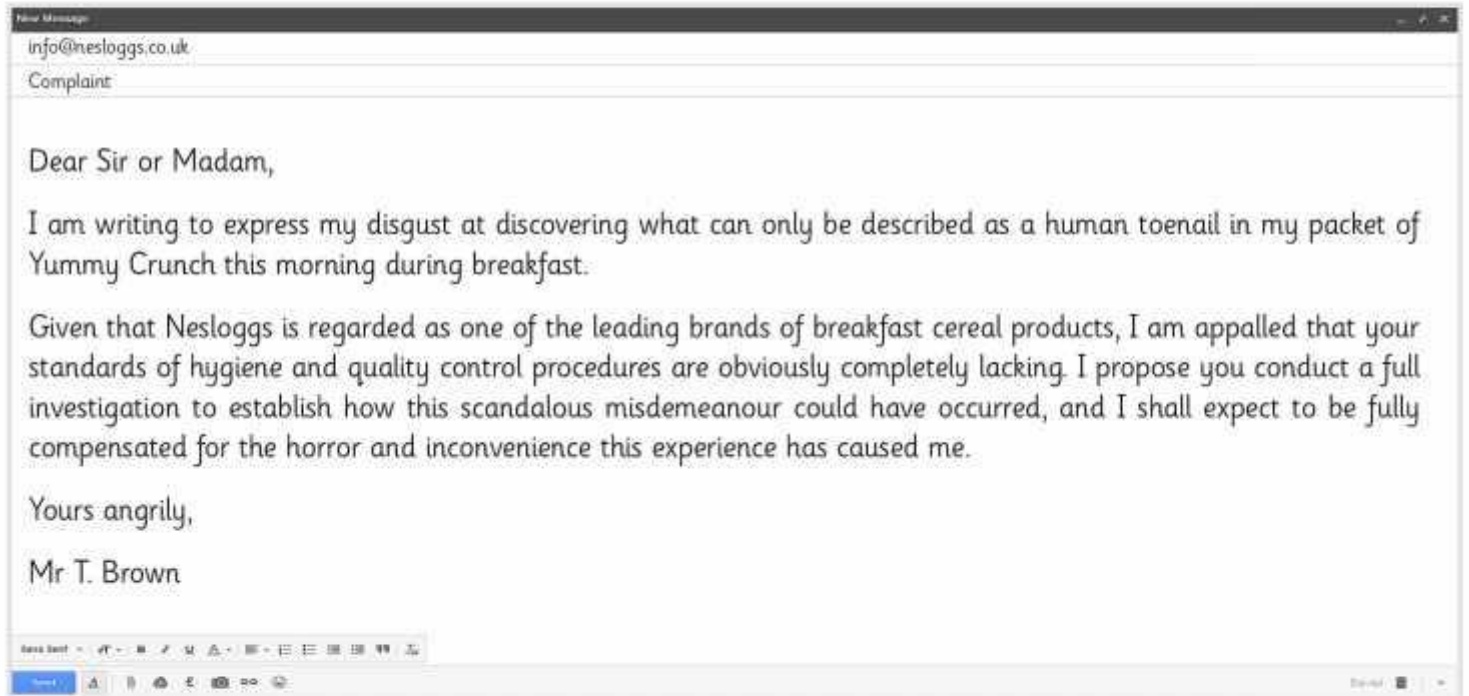 New Message
info@nesloggs.co.uk
Complaint
Dear Sir or Madam,
I am writing to express my disgust at discovering what can only be described as a human toenail in my packet of
Yummy Crunch this morning during breakfast.
Given that Nesloggs is regarded as one of the leading brands of breakfast cereal products, I am appalled that your
standards of hygiene and quality control procedures are obviously completely lacking. I propose you conduct a full
investigation to establish how this scandalous misdemeanour could have occurred, and I shall expect to be fully
compensated for the horror and inconvenience this experience has caused me.
Yours angrily,
Mr T. Brown
Sans Serif
Send